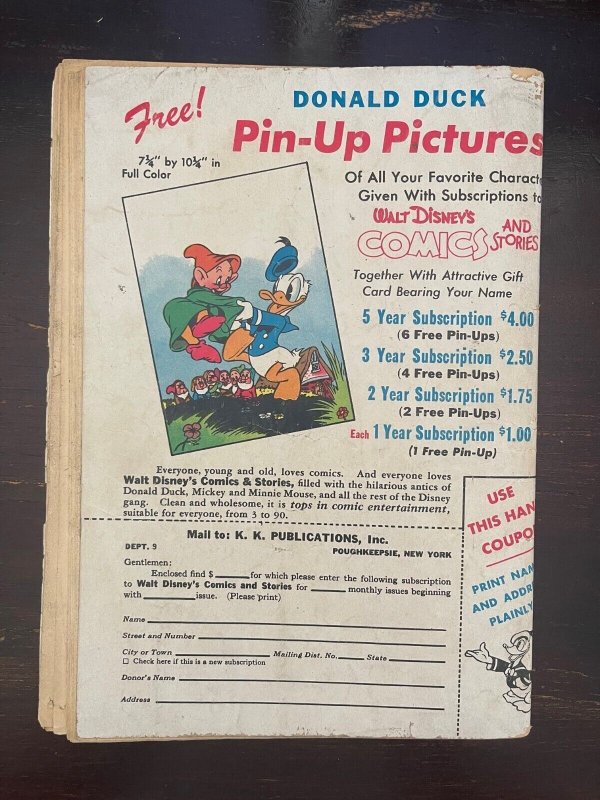 Free!
DONALD DUCK
Pin-Up Pictures
7¾" by 10¾" in
Full Color
Of All Your Favorite Charact
Given With Subscriptions to
WALT DISNEY'S
COMICS AND
STORIES
Together With Attractive Gift
Card Bearing Your Name
5 Year Subscription $4.00
(6 Free Pin-Ups)
3 Year Subscription $2.50
(4 Free Pin-Ups)
2 Year Subscription $1.75
(2 Free Pin-Ups)
Each 1 Year Subscription $1.00
(1 Free Pin-Up)
Everyone, young and old, loves comics. And everyone loves
Walt Disney's Comics & Stories, filled with the hilarious antics of
Donald Duck, Mickey and Minnie Mouse, and all the rest of the Disney
gang. Clean and wholesome, it is tops in comic entertainment,
suitable for everyone, from 3 to 90.
Mail to: K. K. PUBLICATIONS, Inc.
DEPT. 9 POUGHKEEPSIE, NEW YORK
Gentlemen:
Enclosed find $ for which please enter the following subscription
to Walt Disney's Comics and Stories for monthly issues beginning
with issue. (Please print)
Name
Street and Number
City or Town Mailing Dist. No. State
☐ Check here if this is a new subscription
Donor's Name
Address
USE
THIS HAN
COUPO
PRINT NAM
AND ADDR
PLAINLY